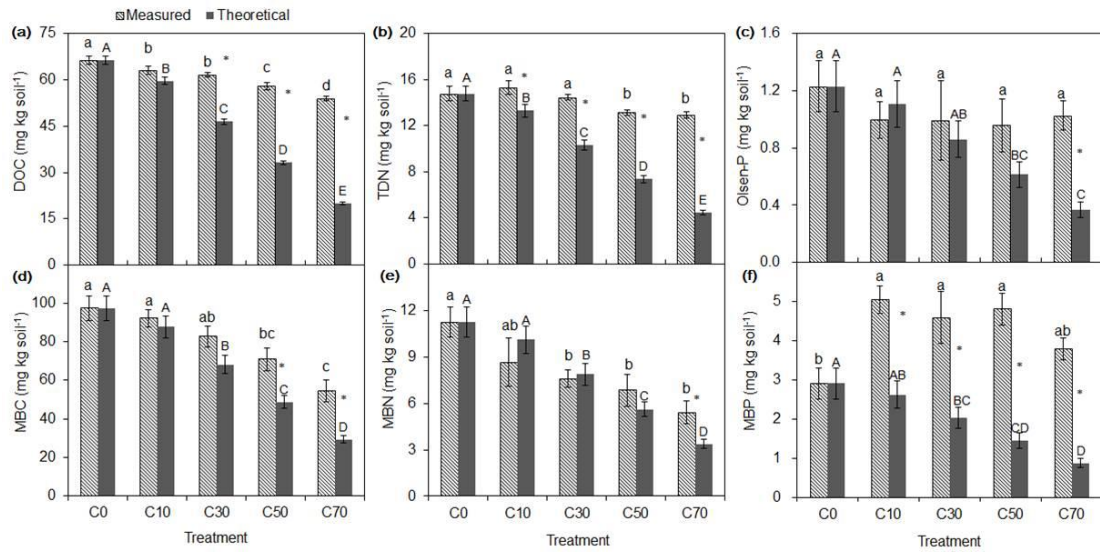 Measured Theoretical
(a)
DOC (mg kg soil-1)
75
60
45
30
15
0
a A b B b * C c * D d * E
(b)
TDN (mg kg soil-1)
20
16
12
8
4
0
a A a * B a * C b * D b * E
(c)
Olsen-P (mg kg soil-1)
1.6
1.2
0.8
0.4
0.0
a A a A a AB a BC a * C
(d)
MBC (mg kg soil-1)
100
80
60
40
20
0
a A a A ab B bc * C c * D
C0 C10 C30 C50 C70
Treatment
(e)
MBN (mg kg soil-1)
12
9
6
3
0
a A ab A b B b C b * D
C0 C10 C30 C50 C70
Treatment
(f)
MBP (mg kg soil-1)
5
4
3
2
1
0
b A a * AB a * BC a * CD ab * D
C0 C10 C30 C50 C70
Treatment